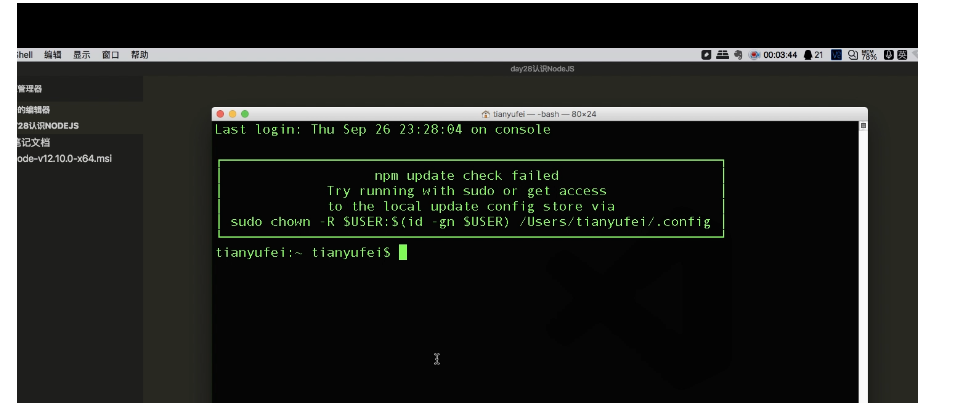 Shell 编辑 显示 窗口 帮助
00:03:44 21 78% 英
day28认识NodeJS
管理器
的编辑器
28认识NODEJS
笔记文档
ode-v12.10.0-x64.msi
tianyufei — -bash — 80×24
Last login: Thu Sep 26 23:28:04 on console
npm update check failed
Try running with sudo or get access
to the local update config store via
sudo chown -R $USER:$(id -gn $USER) /Users/tianyufei/.config
tianyufei:~ tianyufei$